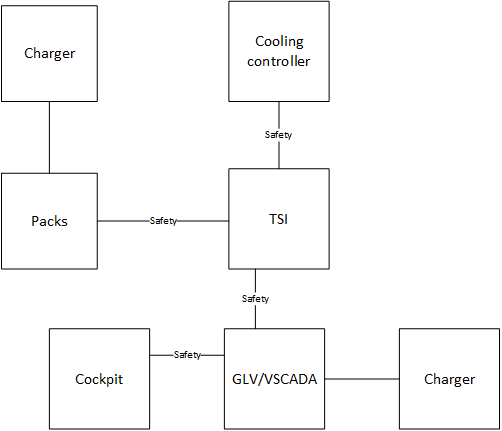 Charger
Cooling
controller
Safety
Packs
Safety
TSI
Safety
Cockpit
Safety
GLV/VSCADA
Charger